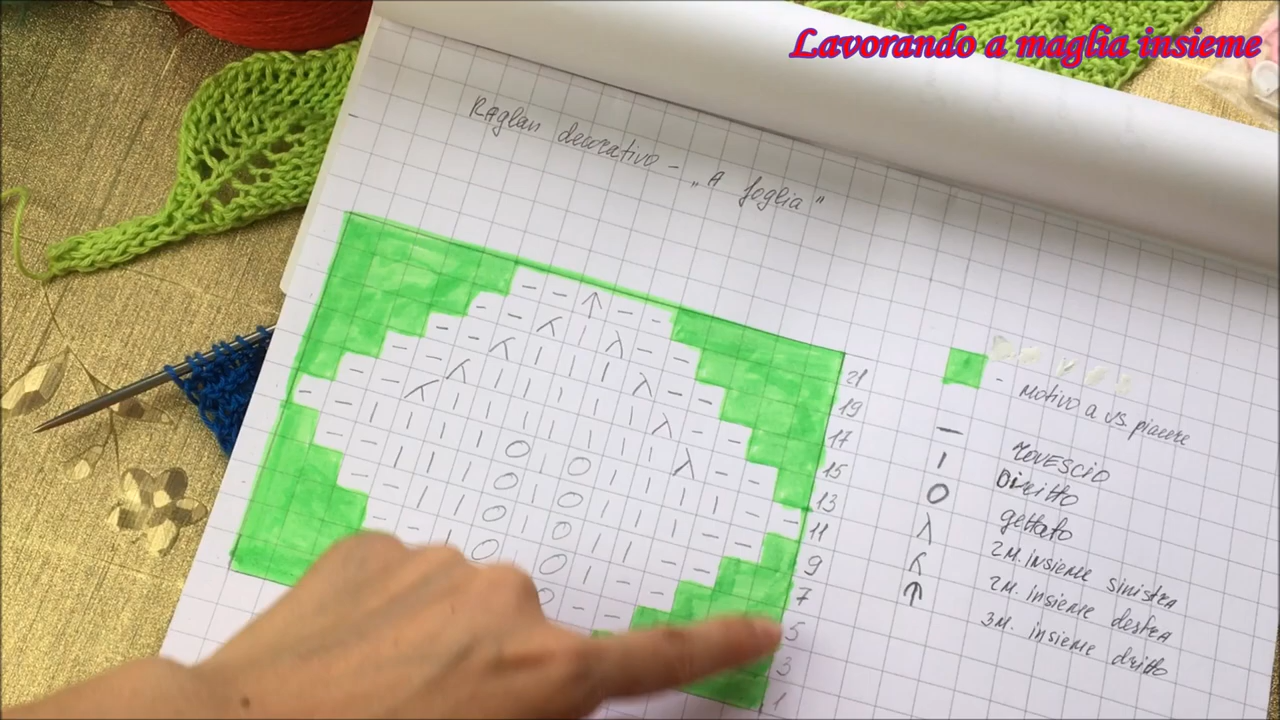 Lavorando a maglia insieme
Raglan decorativo - „A foglia"
21
19
17
15
13
11
9
7
5
3
1
- Motivo a vs. piacere
— rovescio
| Diritto
O gettato
λ 2M. insieme sinistra
2M. insieme destra
↑ 3M. insieme dritto